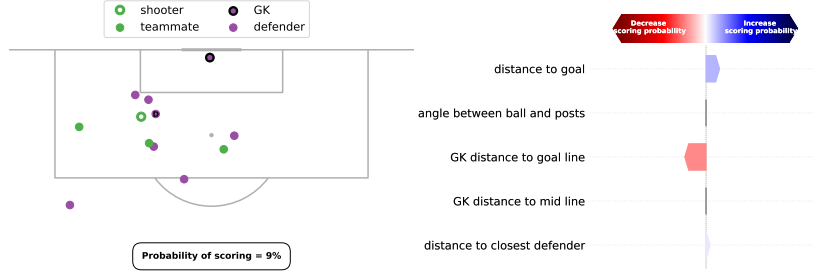 shooter
GK
teammate
defender
Probability of scoring = 9%
Decrease
scoring probability
Increase
scoring probability
distance to goal
angle between ball and posts
GK distance to goal line
GK distance to mid line
distance to closest defender